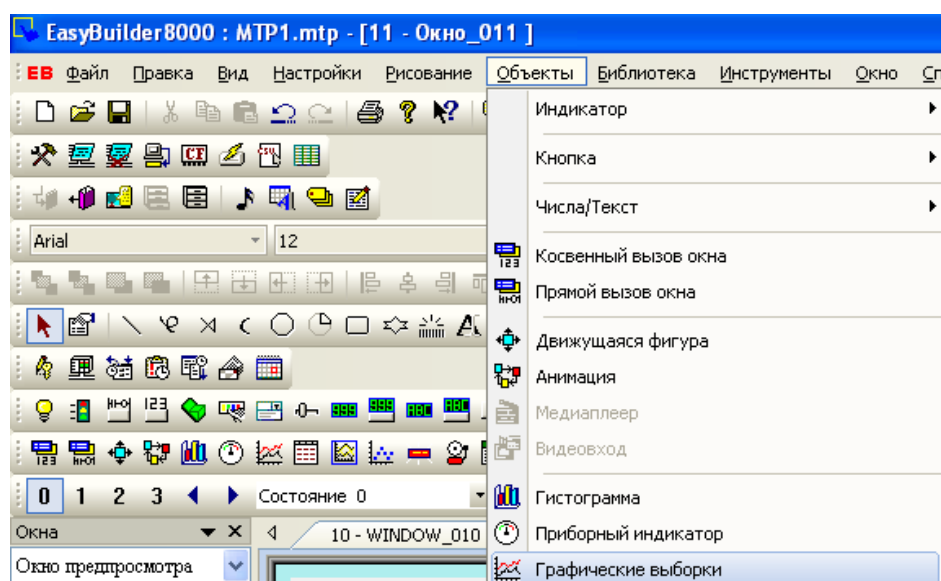 EasyBuilder8000 : MTP1.mtp - [11 - Окно_011 ]
EB Файл Правка Вид Настройки Рисование Объекты Библиотека Инструменты Окно Сп
Индикатор
Кнопка
Числа/Текст
Arial 12
Косвенный вызов окна
Прямой вызов окна
Движущаяся фигура
Анимация
Медиаплеер
Видеовход
0 1 2 3 Состояние 0
Гистограмма
Окна
10 - WINDOW_010
Приборный индикатор
Окно предпросмотра
Графические выборки